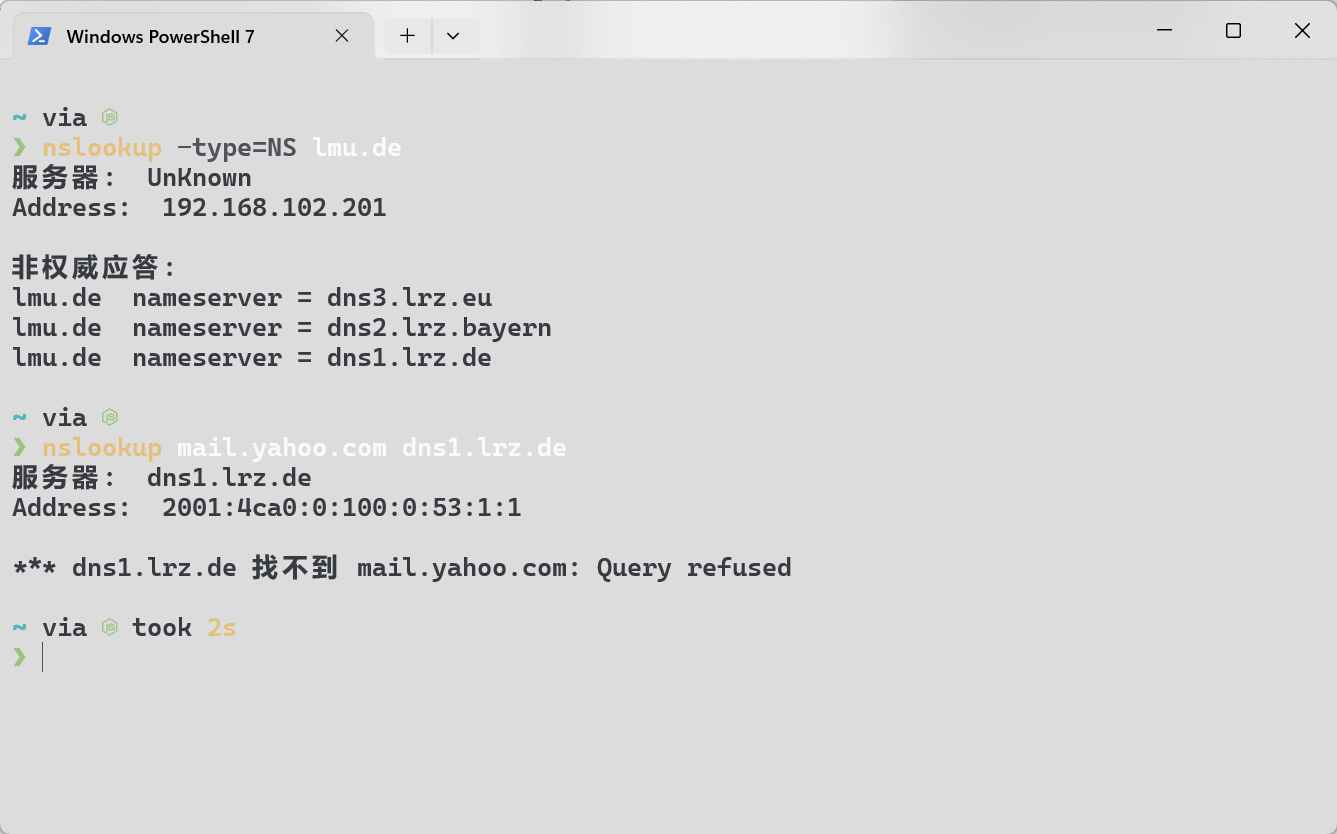 Windows PowerShell 7
~ via
❯ nslookup -type=NS lmu.de
服务器:  UnKnown
Address:  192.168.102.201
非权威应答:
lmu.de  nameserver = dns3.lrz.eu
lmu.de  nameserver = dns2.lrz.bayern
lmu.de  nameserver = dns1.lrz.de
~ via
❯ nslookup mail.yahoo.com dns1.lrz.de
服务器:  dns1.lrz.de
Address:  2001:4ca0:0:100:0:53:1:1
*** dns1.lrz.de 找不到 mail.yahoo.com: Query refused
~ via took 2s
❯